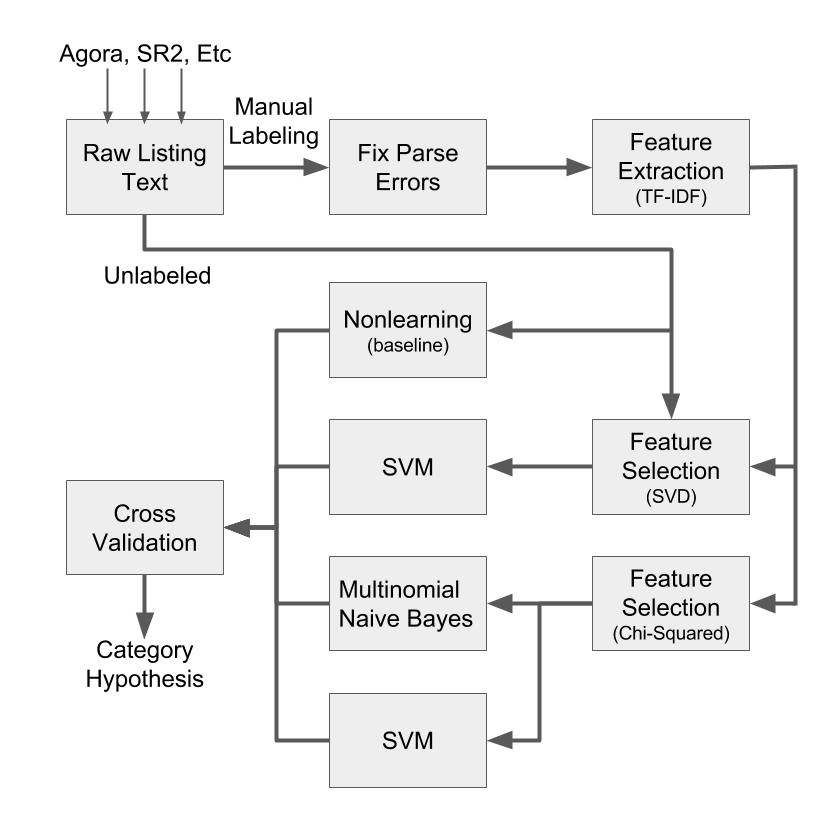 Agora, SR2, Etc
Manual
Labeling
Raw Listing
Text
Fix Parse
Errors
Feature
Extraction
(TF-IDF)
Unlabeled
Nonlearning
(baseline)
SVM
Feature
Selection
(SVD)
Cross
Validation
Multinomial
Naive Bayes
Feature
Selection
(Chi-Squared)
Category
Hypothesis
SVM